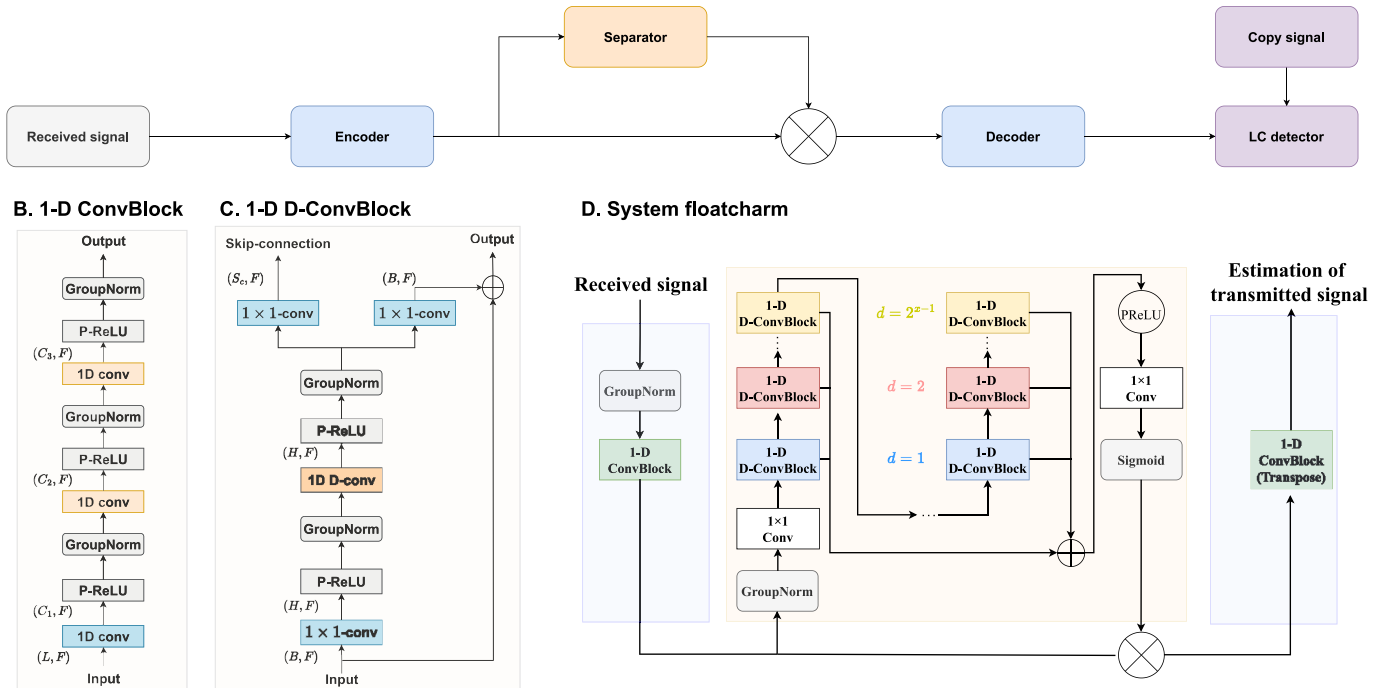 Separator
Copy signal
Received signal
Encoder
Decoder
LC detector
B. 1-D ConvBlock
Output
GroupNorm
P-ReLU
(C₃, F)
1D conv
GroupNorm
P-ReLU
(C₂, F)
1D conv
GroupNorm
P-ReLU
(C₁, F)
1D conv
(L, F)
Input
C. 1-D D-ConvBlock
Skip-connection
Output
(S_c, F)
(B, F)
1 × 1-conv
1 × 1-conv
GroupNorm
P-ReLU
(H, F)
1D D-conv
GroupNorm
P-ReLU
(H, F)
1 × 1-conv
(B, F)
Input
D. System floatcharm
Received signal
GroupNorm
1-D
ConvBlock
1-D
D-ConvBlock
1-D
D-ConvBlock
1-D
D-ConvBlock
1×1
Conv
GroupNorm
d = 2^{x−1}
d = 2
d = 1
1-D
D-ConvBlock
1-D
D-ConvBlock
1-D
D-ConvBlock
PReLU
1×1
Conv
Sigmoid
Estimation of
transmitted signal
1-D
ConvBlock
(Transpose)